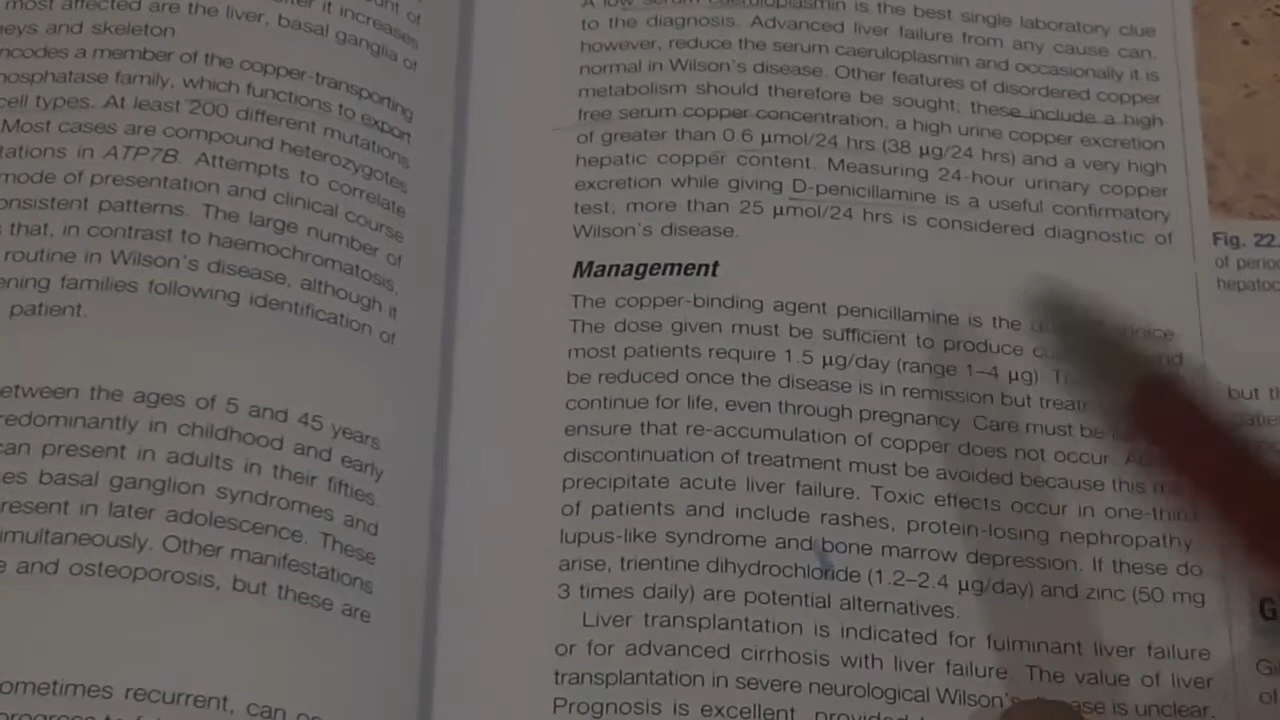 most affected are the liver, basal ganglia of
eys and skeleton
ncodes a member of the copper-transporting
osphatase family, which functions to export
cell types. At least 200 different mutations
Most cases are compound heterozygotes
tations in ATP7B. Attempts to correlate
mode of presentation and clinical course
onsistent patterns. The large number of
that, in contrast to haemochromatosis,
routine in Wilson's disease, although it
ening families following identification of
patient.
etween the ages of 5 and 45 years
redominantly in childhood and early
can present in adults in their fifties.
es basal ganglion syndromes and
resent in later adolescence. These
imultaneously. Other manifestations
e and osteoporosis, but these are
ometimes recurrent, can
A low serum caeruloplasmin is the best single laboratory clue
to the diagnosis. Advanced liver failure from any cause can,
however, reduce the serum caeruloplasmin and occasionally it is
normal in Wilson's disease. Other features of disordered copper
metabolism should therefore be sought; these include a high
free serum copper concentration, a high urine copper excretion
of greater than 0.6 μmol/24 hrs (38 μg/24 hrs) and a very high
hepatic copper content. Measuring 24-hour urinary copper
excretion while giving D-penicillamine is a useful confirmatory
test; more than 25 μmol/24 hrs is considered diagnostic of
Wilson's disease.
Management
The copper-binding agent penicillamine is the
The dose given must be sufficient to produce
most patients require 1.5 μg/day (range 1–4 μg).
be reduced once the disease is in remission but
continue for life, even through pregnancy. Care must be
ensure that re-accumulation of copper does not occur.
discontinuation of treatment must be avoided because this
precipitate acute liver failure. Toxic effects occur in one-third
of patients and include rashes, protein-losing nephropathy,
lupus-like syndrome and bone marrow depression. If these do
arise, trientine dihydrochloride (1.2–2.4 μg/day) and zinc (50 mg
3 times daily) are potential alternatives.
Liver transplantation is indicated for fulminant liver failure
or for advanced cirrhosis with liver failure. The value of liver
transplantation in severe neurological Wilson's disease is unclear.
Prognosis is excellent, provided
Fig. 22
of perio
hepatoc
but th
G